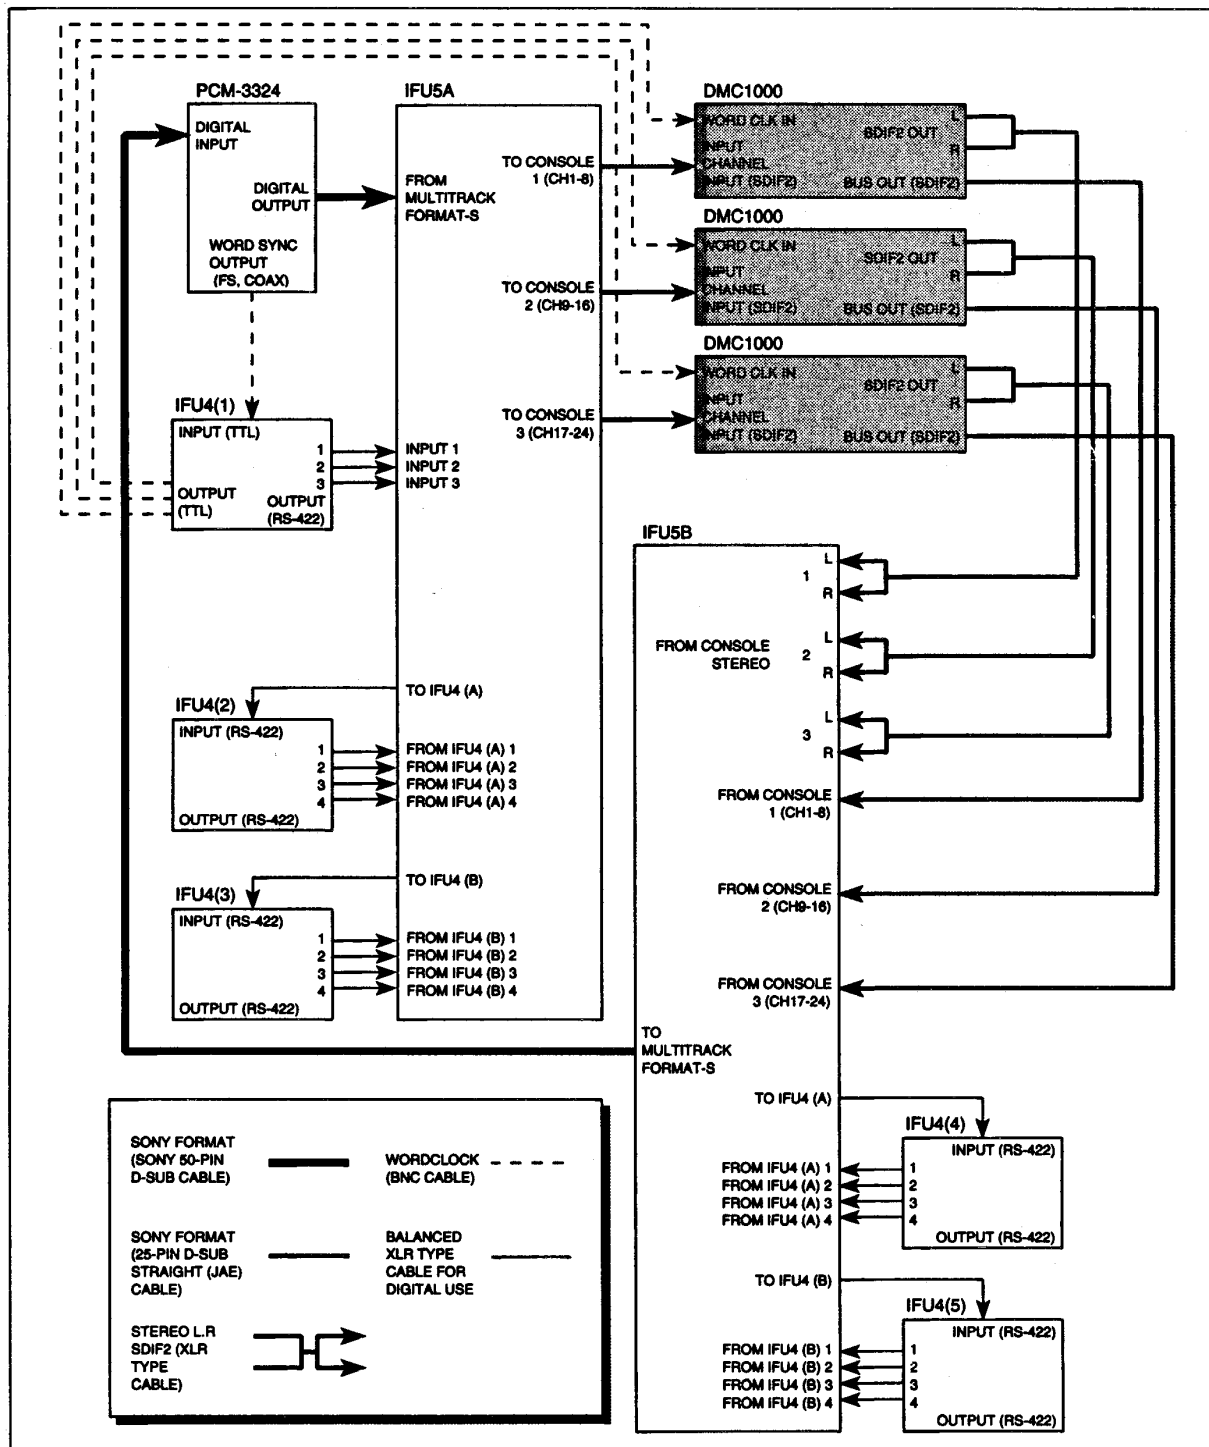 PCM-3324
DIGITAL
INPUT
DIGITAL
OUTPUT
WORD SYNC
OUTPUT
(FS, COAX)
IFU5A
FROM
MULTITRACK
FORMAT-S
TO CONSOLE
1 (CH1-8)
TO CONSOLE
2 (CH9-16)
TO CONSOLE
3 (CH17-24)
INPUT 1
INPUT 2
INPUT 3
TO IFU4 (A)
FROM IFU4 (A) 1
FROM IFU4 (A) 2
FROM IFU4 (A) 3
FROM IFU4 (A) 4
TO IFU4 (B)
FROM IFU4 (B) 1
FROM IFU4 (B) 2
FROM IFU4 (B) 3
FROM IFU4 (B) 4
DMC1000
WORD CLK IN
INPUT
CHANNEL
INPUT (SDIF2)
SDIF2 OUT
L
R
BUS OUT (SDIF2)
DMC1000
WORD CLK IN
INPUT
CHANNEL
INPUT (SDIF2)
SDIF2 OUT
L
R
BUS OUT (SDIF2)
DMC1000
WORD CLK IN
INPUT
CHANNEL
INPUT (SDIF2)
SDIF2 OUT
L
R
BUS OUT (SDIF2)
IFU4(1)
INPUT (TTL)
1
2
3
OUTPUT
(TTL)
OUTPUT
(RS-422)
IFU4(2)
INPUT (RS-422)
1
2
3
4
OUTPUT (RS-422)
IFU4(3)
INPUT (RS-422)
1
2
3
4
OUTPUT (RS-422)
IFU5B
L
1
R
FROM CONSOLE
STEREO
L
2
R
L
3
R
FROM CONSOLE
1 (CH1-8)
FROM CONSOLE
2 (CH9-16)
FROM CONSOLE
3 (CH17-24)
TO
MULTITRACK
FORMAT-S
TO IFU4 (A)
FROM IFU4 (A) 1
FROM IFU4 (A) 2
FROM IFU4 (A) 3
FROM IFU4 (A) 4
TO IFU4 (B)
FROM IFU4 (B) 1
FROM IFU4 (B) 2
FROM IFU4 (B) 3
FROM IFU4 (B) 4
IFU4(4)
INPUT (RS-422)
1
2
3
4
OUTPUT (RS-422)
IFU4(5)
INPUT (RS-422)
1
2
3
4
OUTPUT (RS-422)
SONY FORMAT
(SONY 50-PIN
D-SUB CABLE)
WORDCLOCK
(BNC CABLE)
SONY FORMAT
(25-PIN D-SUB
STRAIGHT (JAE)
CABLE)
BALANCED
XLR TYPE
CABLE FOR
DIGITAL USE
STEREO L.R
SDIF2 (XLR
TYPE
CABLE)